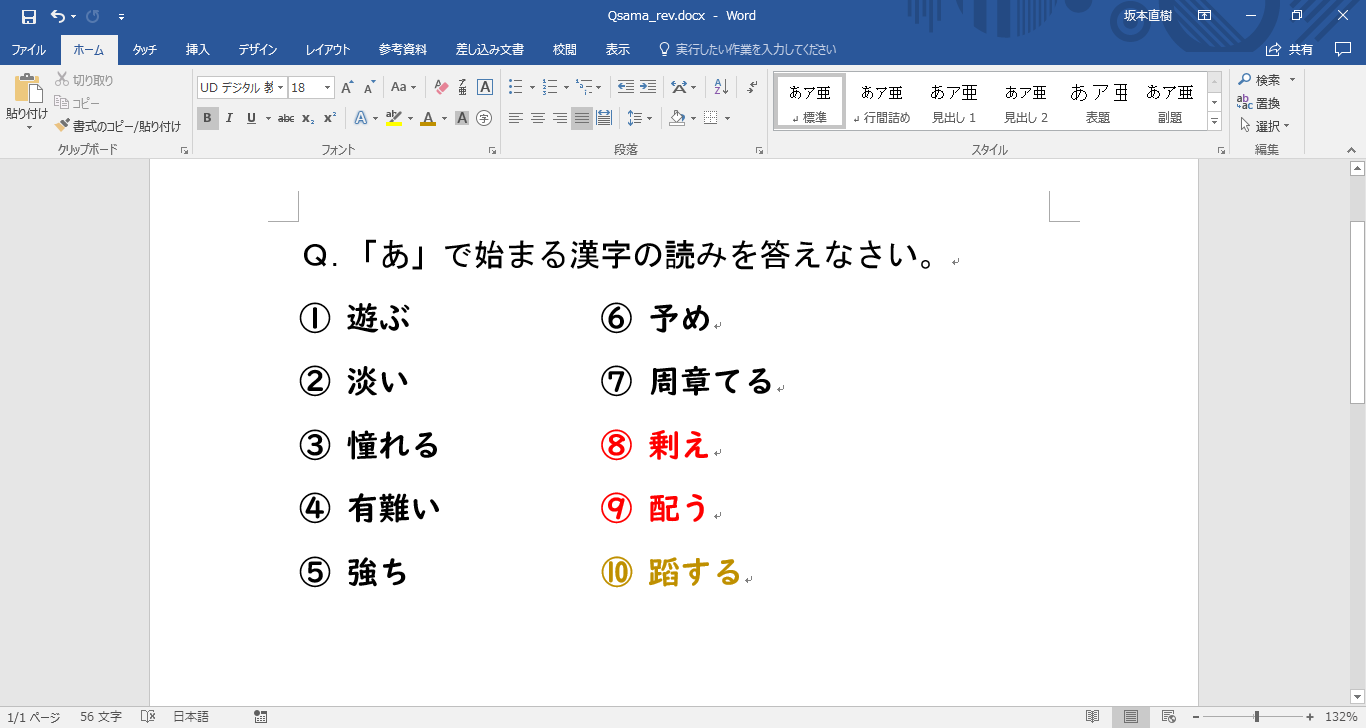 Qsama_rev.docx - Word
坂本直樹
ファイル ホーム タッチ 挿入 デザイン レイアウト 参考資料 差し込み文書 校閲 表示 実行したい作業を入力してください 共有
貼り付け
切り取り
コピー
書式のコピー/貼り付け
クリップボード
UD デジタル 教 18
フォント
段落
あア亜 あア亜 あア亜 あア亜 あア亜 あア亜
標準 行間詰め 見出し 1 見出し 2 表題 副題
スタイル
検索
置換
選択
編集
Q. 「あ」で始まる漢字の読みを答えなさい。
① 遊ぶ ⑥ 予め
② 淡い ⑦ 周章てる
③ 憧れる ⑧ 剰え
④ 有難い ⑨ 配う
⑤ 強ち ⑩ 蹈する
1/1 ページ 56 文字 日本語 132%